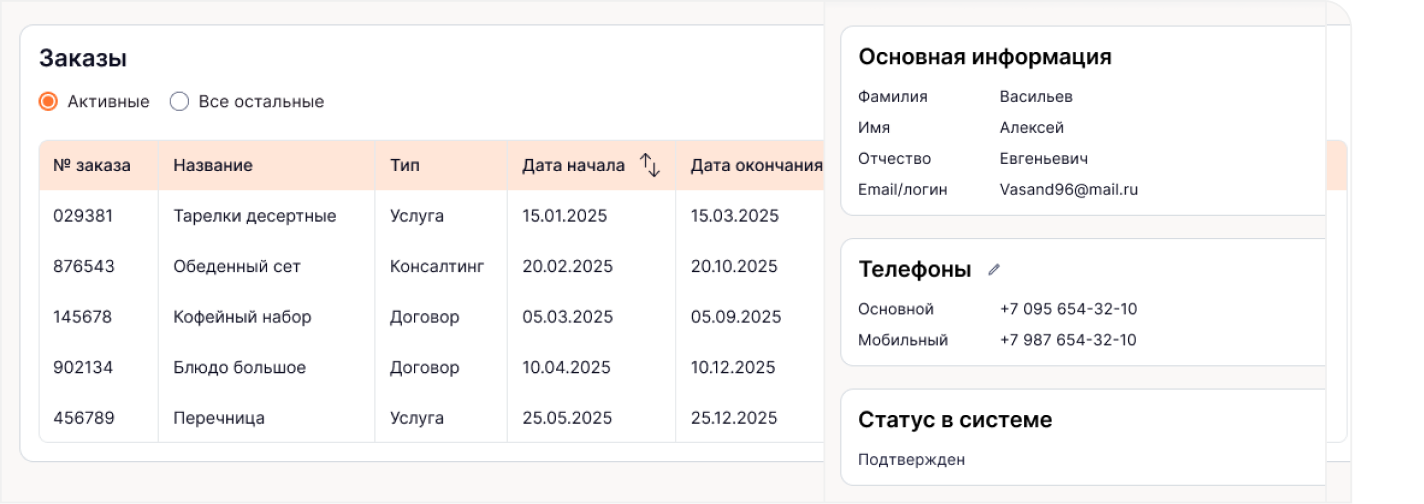 Заказы
Активные Все остальные
№ заказа Название Тип Дата начала Дата окончания
029381 Тарелки десертные Услуга 15.01.2025 15.03.2025
876543 Обеденный сет Консалтинг 20.02.2025 20.10.2025
145678 Кофейный набор Договор 05.03.2025 05.09.2025
902134 Блюдо большое Договор 10.04.2025 10.12.2025
456789 Перечница Услуга 25.05.2025 25.12.2025
Основная информация
Фамилия Васильев
Имя Алексей
Отчество Евгеньевич
Email/логин Vasand96@mail.ru
Телефоны
Основной +7 095 654-32-10
Мобильный +7 987 654-32-10
Статус в системе
Подтвержден